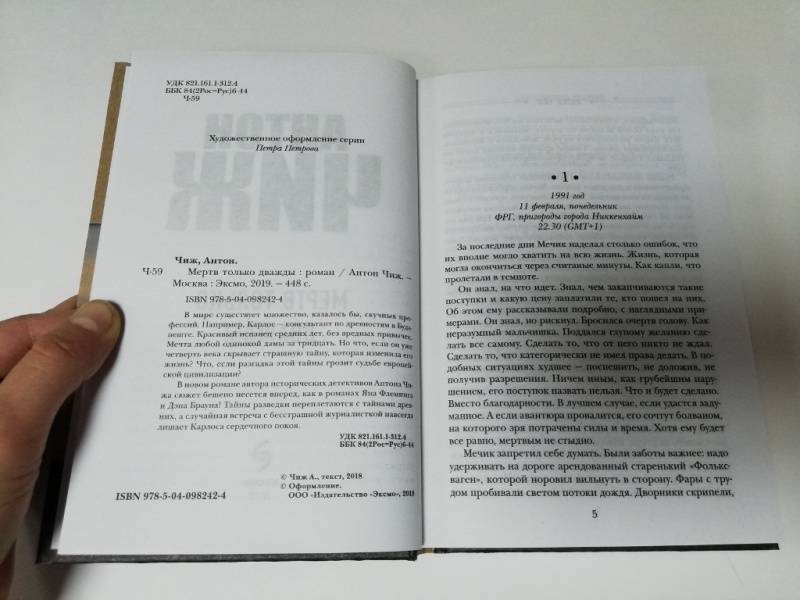 УДК 821.161.1-312.4
ББК 84(2Рос=Рус)6-44
Ч-59
Художественное оформление серии
Петра Петрова
Чиж, Антон.
Ч-59 Мертв только дважды : роман / Антон Чиж. –
Москва : Эксмо, 2019. – 448 с.
ISBN 978-5-04-098242-4
В мире существует множество, казалось бы, скучных про-
фессий. Например, Карлос – консультант по древностям в Буда-
пеште. Красивый испанец средних лет, без вредных привычек.
Мечта любой одинокой дамы за тридцать. Но что, если он уже
четверть века скрывает страшную тайну, которая изменила его
жизнь? Что, если разгадка этой тайны грозит судьбе европей-
ской цивилизации?
В новом романе автора исторических детективов Антона Чи-
жа сюжет бешено несется вперед, как в романах Яна Флеминга
и Дэна Брауна! Тайны разведки переплетаются с тайнами древ-
них, а случайная встреча с бесстрашной журналисткой навсегда
лишает Карлоса сердечного покоя.
УДК 821.161.1-312.4
ББК 84(2Рос=Рус)6-44
© Чиж А., текст, 2018
© Оформление.
ООО «Издательство «Эксмо», 2019
ISBN 978-5-04-098242-4
• 1 •
1991 год
11 февраля, понедельник
ФРГ, пригороды города Никкенхайм
22.30 (GMT+1)
За последние дни Мечик наделал столько ошибок, что
их вполне могло хватить на всю жизнь. Жизнь, которая
могла окончиться через считаные минуты. Как капли, что
пролетали в темноте.
Он знал, на что идет. Знал, чем заканчиваются такие
поступки и какую цену заплатили те, кто пошел на них.
Об этом ему рассказывали подробно, с наглядными при-
мерами. Он знал, но рискнул. Бросился очертя голову. Как
неразумный мальчишка. Поддался глупому желанию сде-
лать все самому. Сделать то, что от него никто не ждал.
Сделать то, что категорически не имел права делать. В по-
добных ситуациях худшее – поспешить, не доложив, не
получив разрешения. Ничем иным, как грубейшим нару-
шением, его поступок назвать нельзя. Что и будет сделано.
Вместо благодарности. В лучшем случае, если удастся заду-
манное. А если авантюра провалится, его сочтут болваном,
на которого зря потрачены силы и время. Хотя ему будет
все равно, мертвым не стыдно.
Мечик запретил себе думать. Были заботы важнее: надо
удерживать на дороге арендованный старенький «Фолькс-
ваген», который норовил вильнуть в сторону. Фары с тру-
дом пробивали светом потоки дождя. Дворники скрипели,
5